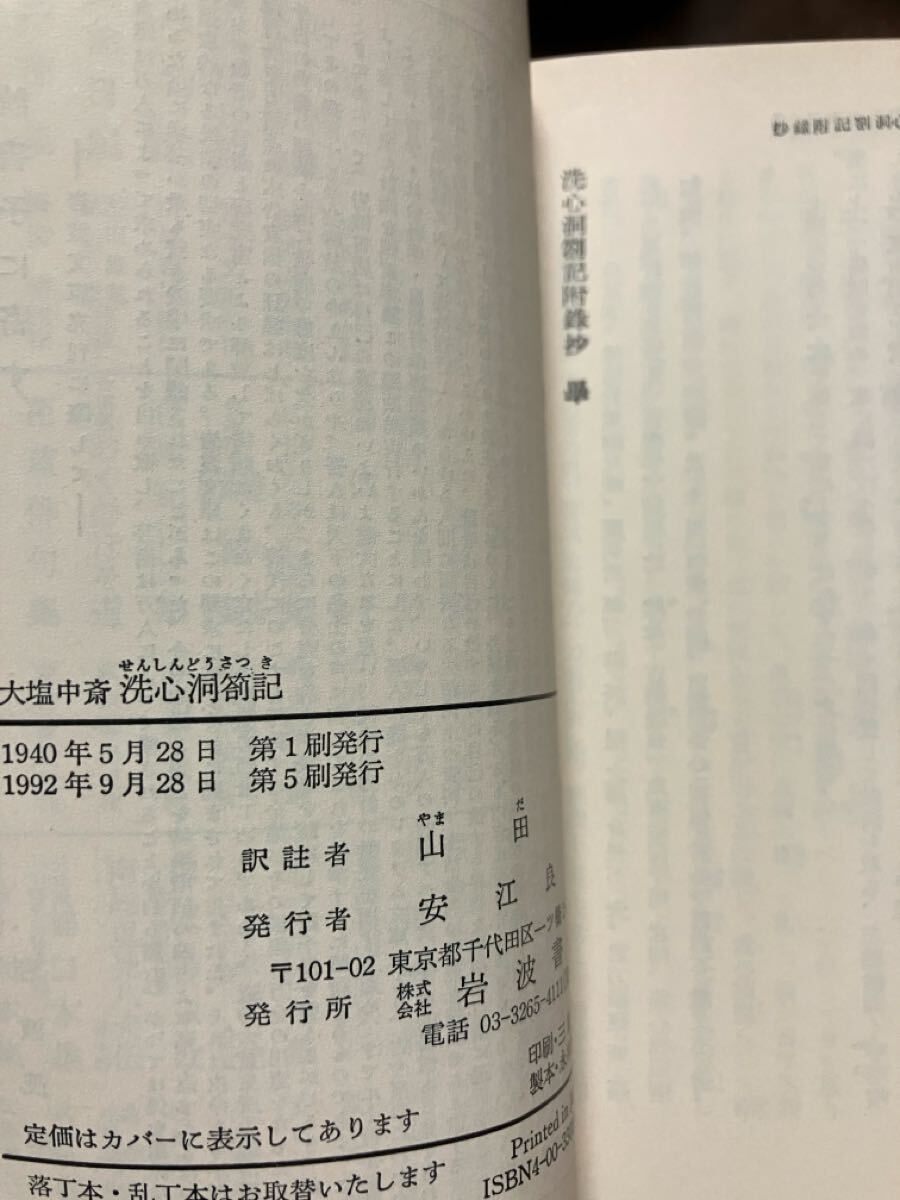 洗心洞劄記附錄抄 畢
せんしんどうさつき
大塩中斎 洗心洞箚記
1940年5月28日 第1刷発行
1992年9月28日 第5刷発行
やま だ
訳註者 山田
発行者 安江良
〒101-02 東京都千代田区一ツ橋
発行所 株式会社 岩波書
電話 03-3265-4111
印刷・三
製本・
定価はカバーに表示してあります
Printed in
ISBN4-00-33
落丁本・乱丁本はお取替いたします